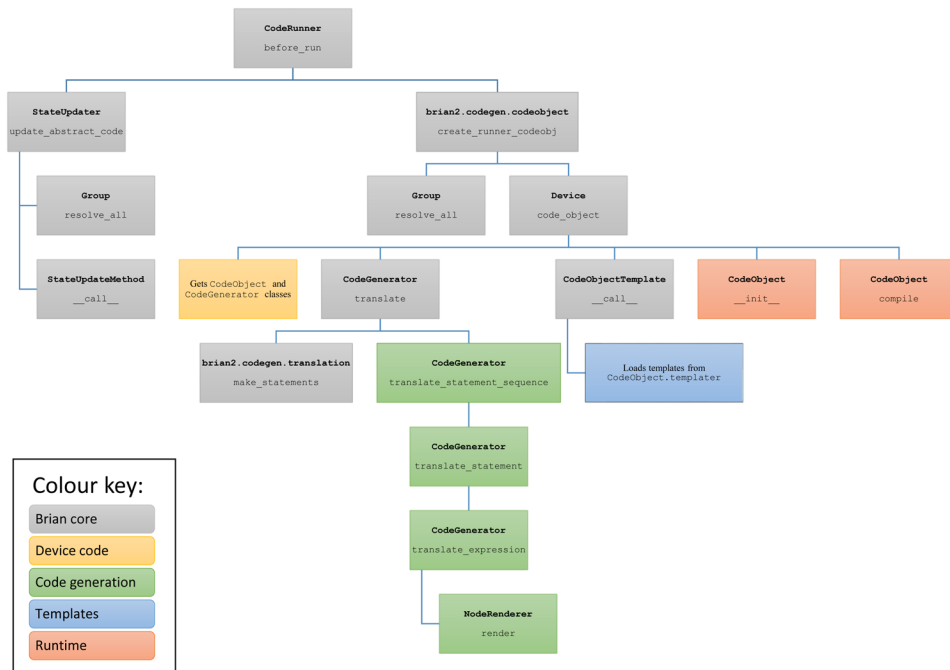 CodeRunner
before_run
StateUpdater
update_abstract_code
brian2.codegen.codeobject
create_runner_codeobj
Group
resolve_all
Group
resolve_all
Device
code_object
StateUpdateMethod
__call__
Gets CodeObject and
CodeGenerator classes
CodeGenerator
translate
CodeObjectTemplate
__call__
CodeObject
__init__
CodeObject
compile
brian2.codegen.translation
make_statements
CodeGenerator
translate_statement_sequence
Loads templates from
CodeObject.templater
CodeGenerator
translate_statement
CodeGenerator
translate_expression
NodeRenderer
render
Colour key:
Brian core
Device code
Code generation
Templates
Runtime